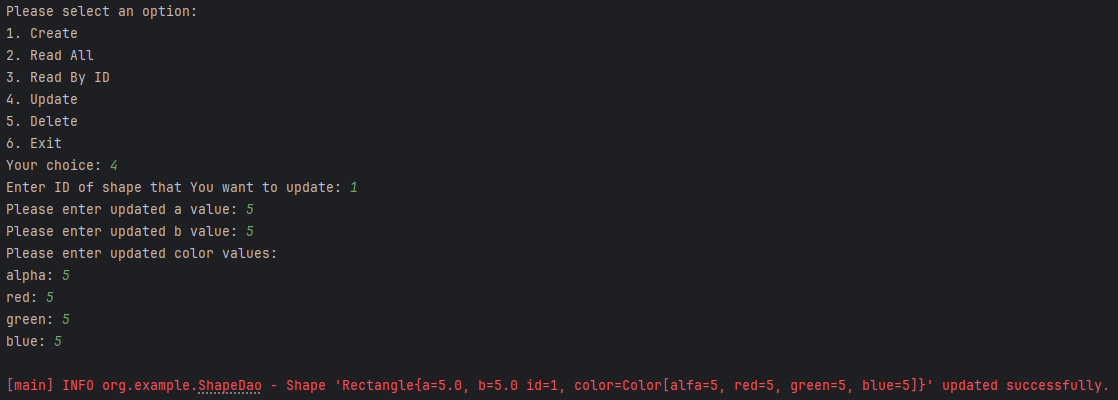 Please select an option:
1. Create
2. Read All
3. Read By ID
4. Update
5. Delete
6. Exit
Your choice: 4
Enter ID of shape that You want to update: 1
Please enter updated a value: 5
Please enter updated b value: 5
Please enter updated color values:
alpha: 5
red: 5
green: 5
blue: 5
[main] INFO org.example.ShapeDao - Shape 'Rectangle{a=5.0, b=5.0 id=1, color=Color[alfa=5, red=5, green=5, blue=5]}' updated successfully.